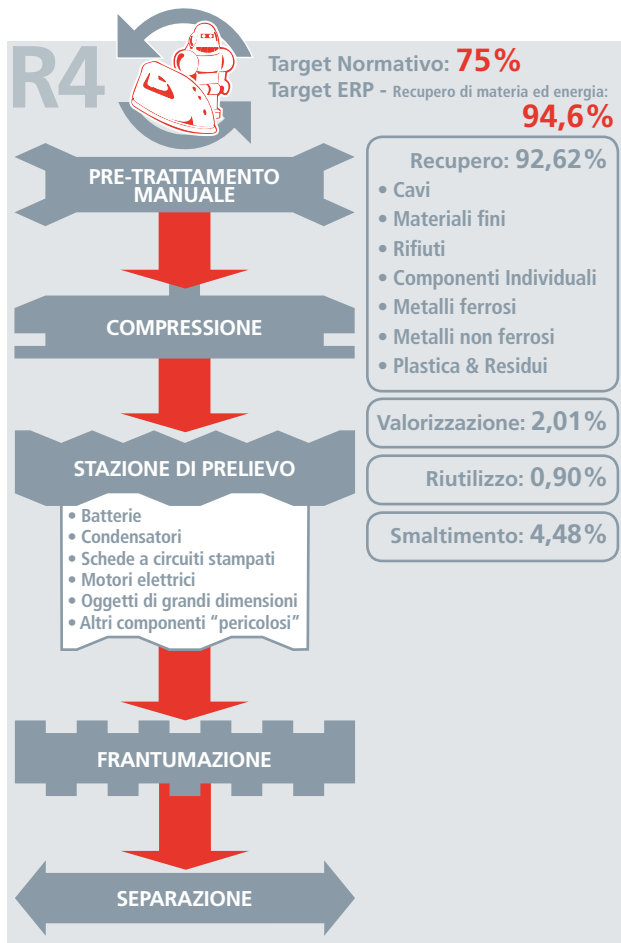 R4
Target Normativo: 75%
Target ERP - Recupero di materia ed energia:
94,6%
PRE-TRATTAMENTO
MANUALE
COMPRESSIONE
STAZIONE DI PRELIEVO
• Batterie
• Condensatori
• Schede a circuiti stampati
• Motori elettrici
• Oggetti di grandi dimensioni
• Altri componenti “pericolosi”
FRANTUMAZIONE
SEPARAZIONE
Recupero: 92,62%
• Cavi
• Materiali fini
• Rifiuti
• Componenti Individuali
• Metalli ferrosi
• Metalli non ferrosi
• Plastica & Residui
Valorizzazione: 2,01%
Riutilizzo: 0,90%
Smaltimento: 4,48%